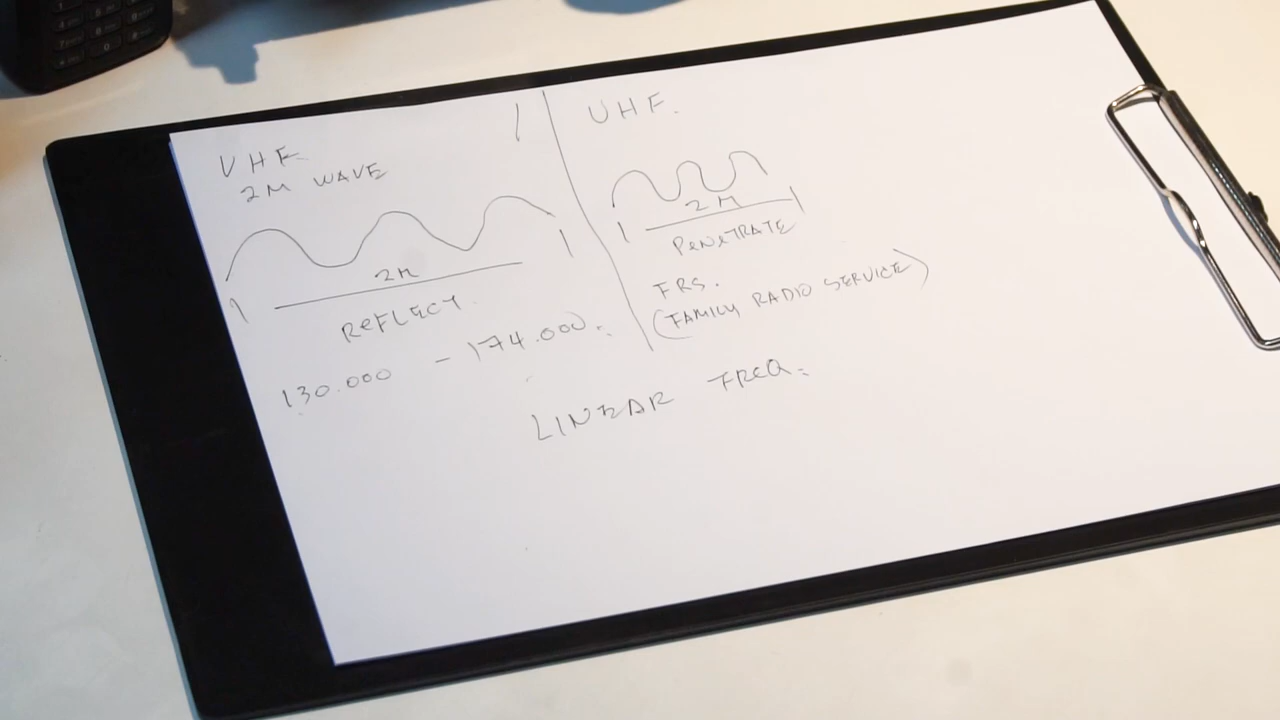 VHF
2M WAVE
2M
REFLECT
130.000 - 174.000.
UHF.
2M
PENETRATE
FRS.
(FAMILY RADIO SERVICE)
LINEAR FREQ.